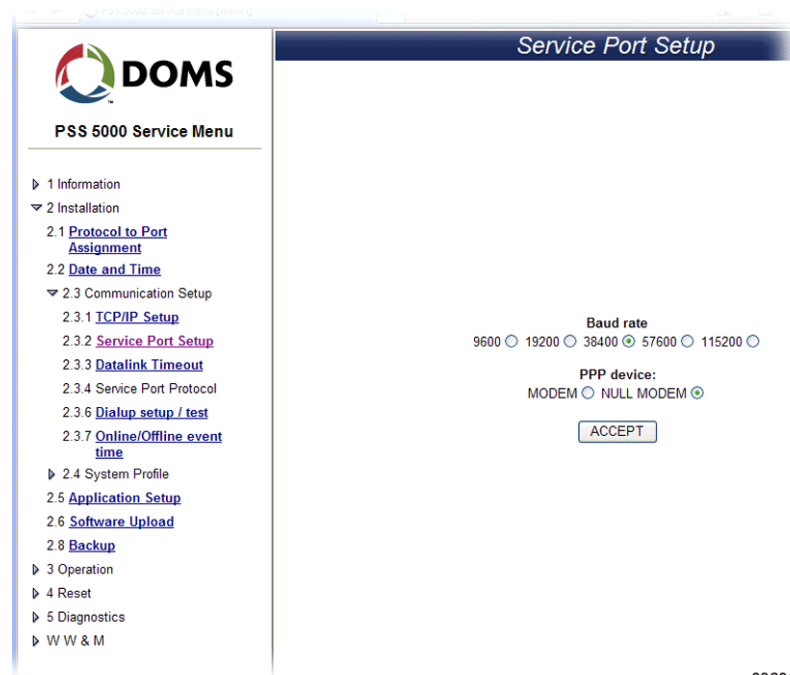 PSS 5000 Service Menu
Service Port Setup
DOMS
™
PSS 5000 Service Menu
1 Information
2 Installation
2.1 Protocol to Port
Assignment
2.2 Date and Time
2.3 Communication Setup
2.3.1 TCP/IP Setup
2.3.2 Service Port Setup
2.3.3 Datalink Timeout
2.3.4 Service Port Protocol
2.3.6 Dialup setup / test
2.3.7 Online/Offline event
time
2.4 System Profile
2.5 Application Setup
2.6 Software Upload
2.8 Backup
3 Operation
4 Reset
5 Diagnostics
W W & M
Baud rate
9600 19200 38400 57600 115200
PPP device:
MODEM NULL MODEM
ACCEPT